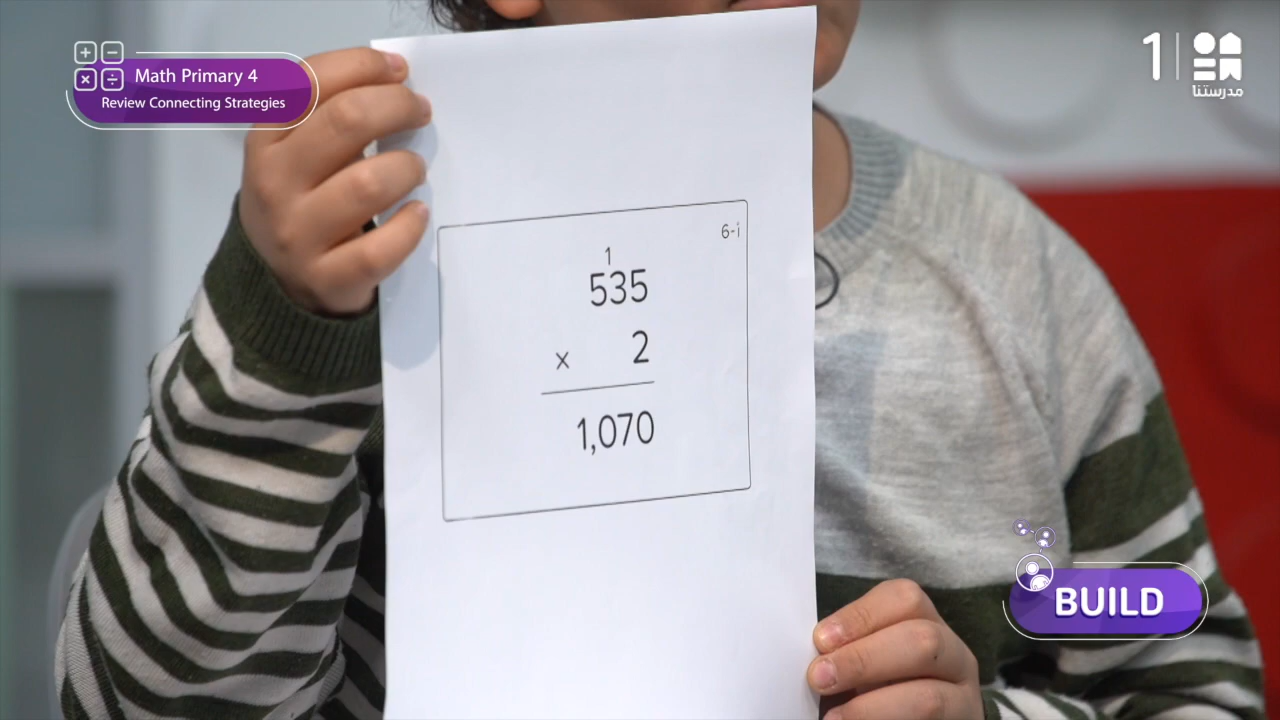 Math Primary 4
Review Connecting Strategies
1
مدرستنا
6-i
1
535
× 2
1,070
BUILD